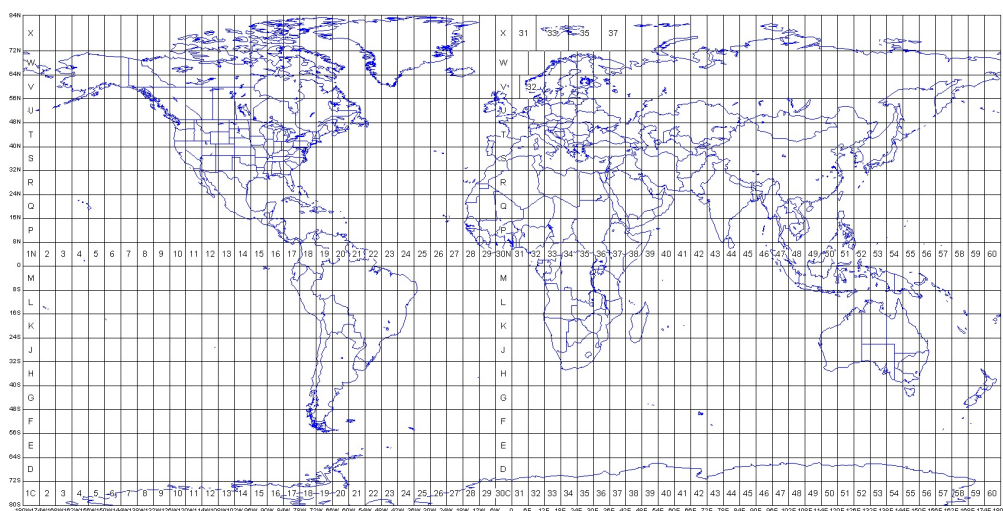 84N
X X 31 33 35 37
72N
W W
64N
V V 32
56N
U U
48N
T T
40N
S S
32N
R R
24N
Q Q
16N
P P
8N
1N 2 3 4 5 6 7 8 9 10 11 12 13 14 15 16 17 18 19 20 21 22 23 24 25 26 27 28 29 30N 31 32 33 34 35 36 37 38 39 40 41 42 43 44 45 46 47 48 49 50 51 52 53 54 55 56 57 58 59 60
0
M M
8S
L L
16S
K K
24S
J J
32S
H H
40S
G G
48S
F F
56S
E E
64S
D D
72S
1C 2 3 4 5 6 7 8 9 10 11 12 13 14 15 16 17 18 19 20 21 22 23 24 25 26 27 28 29 30C 31 32 33 34 35 36 37 38 39 40 41 42 43 44 45 46 47 48 49 50 51 52 53 54 55 56 57 58 59 60
80S